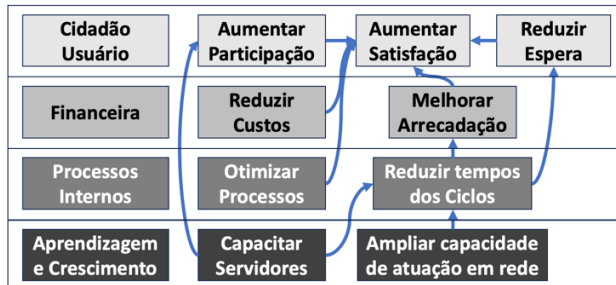 Cidadão
Usuário
Aumentar
Participação
Aumentar
Satisfação
Reduzir
Espera
Financeira
Reduzir
Custos
Melhorar
Arrecadação
Processos
Internos
Otimizar
Processos
Reduzir tempos
dos Ciclos
Aprendizagem
e Crescimento
Capacitar
Servidores
Ampliar capacidade
de atuação em rede